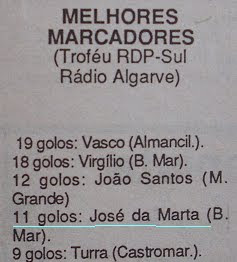 MELHORES
MARCADORES
(Troféu RDP-Sul
Rádio Algarve)
19 golos: Vasco (Almancil.).
18 golos: Virgílio (B. Mar).
12 golos: João Santos (M.
Grande)
11 golos: José da Marta (B.
Mar).
9 golos: Turra (Castromar.).